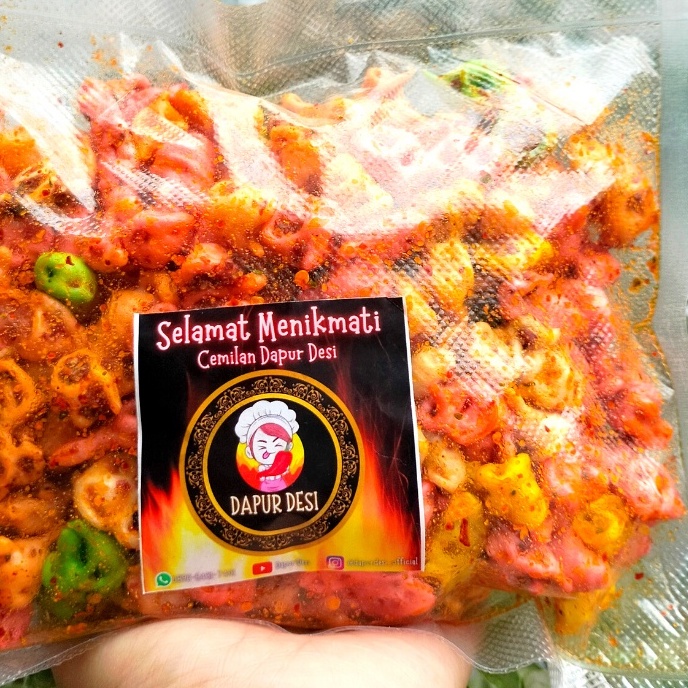 Selamat Menikmati
Cemilan Dapur Desi
DAPUR DESI